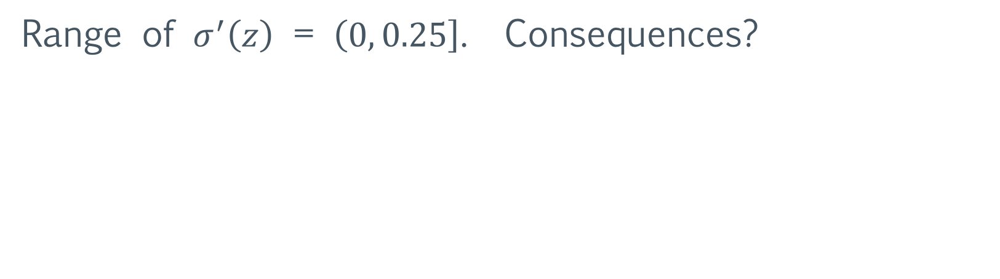 Range of σ′(z) = (0, 0.25]. Consequences?